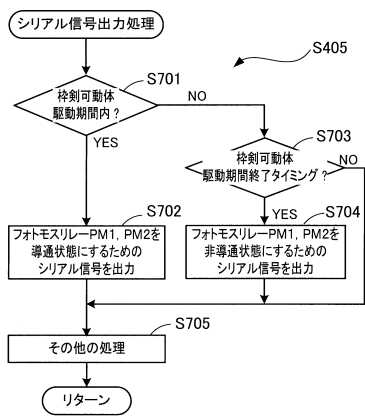 シリアル信号出力処理
S405
S701
枠剣可動体
駆動期間内?
NO
YES
S703
枠剣可動体
駆動期間終了タイミング?
NO
YES
S702
フォトモスリレーPM1, PM2を
導通状態にするための
シリアル信号を出力
S704
フォトモスリレーPM1, PM2を
非導通状態にするための
シリアル信号を出力
S705
その他の処理
リターン